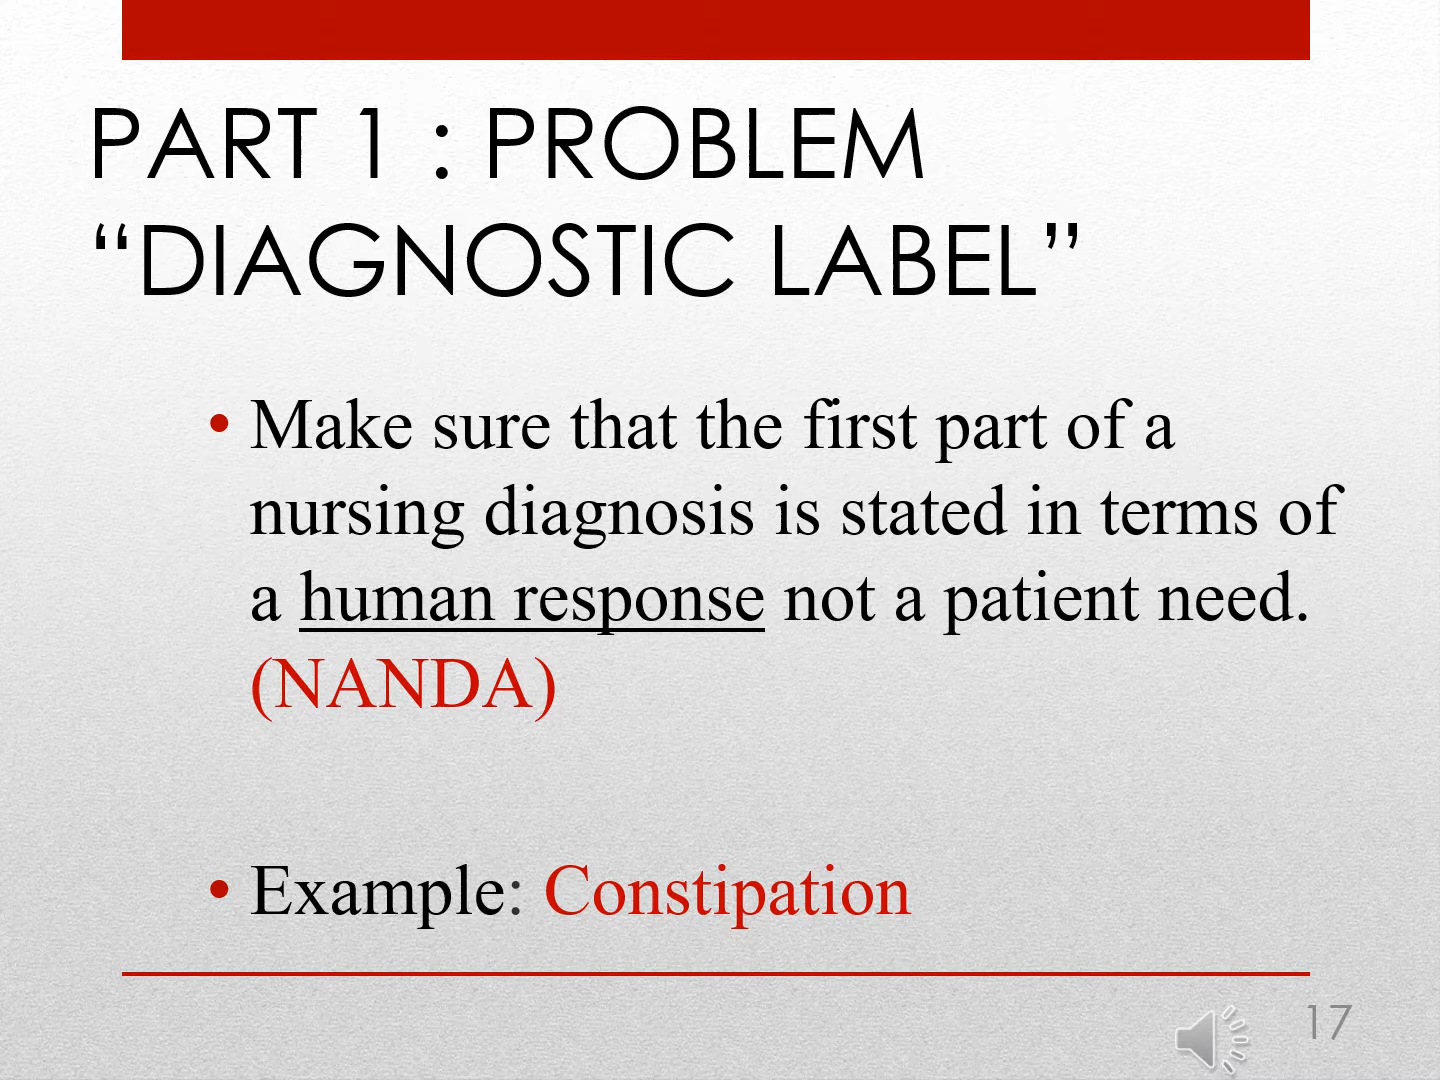 PART 1 : PROBLEM
“DIAGNOSTIC LABEL”
• Make sure that the first part of a
nursing diagnosis is stated in terms of
a human response not a patient need.
(NANDA)
• Example: Constipation
17